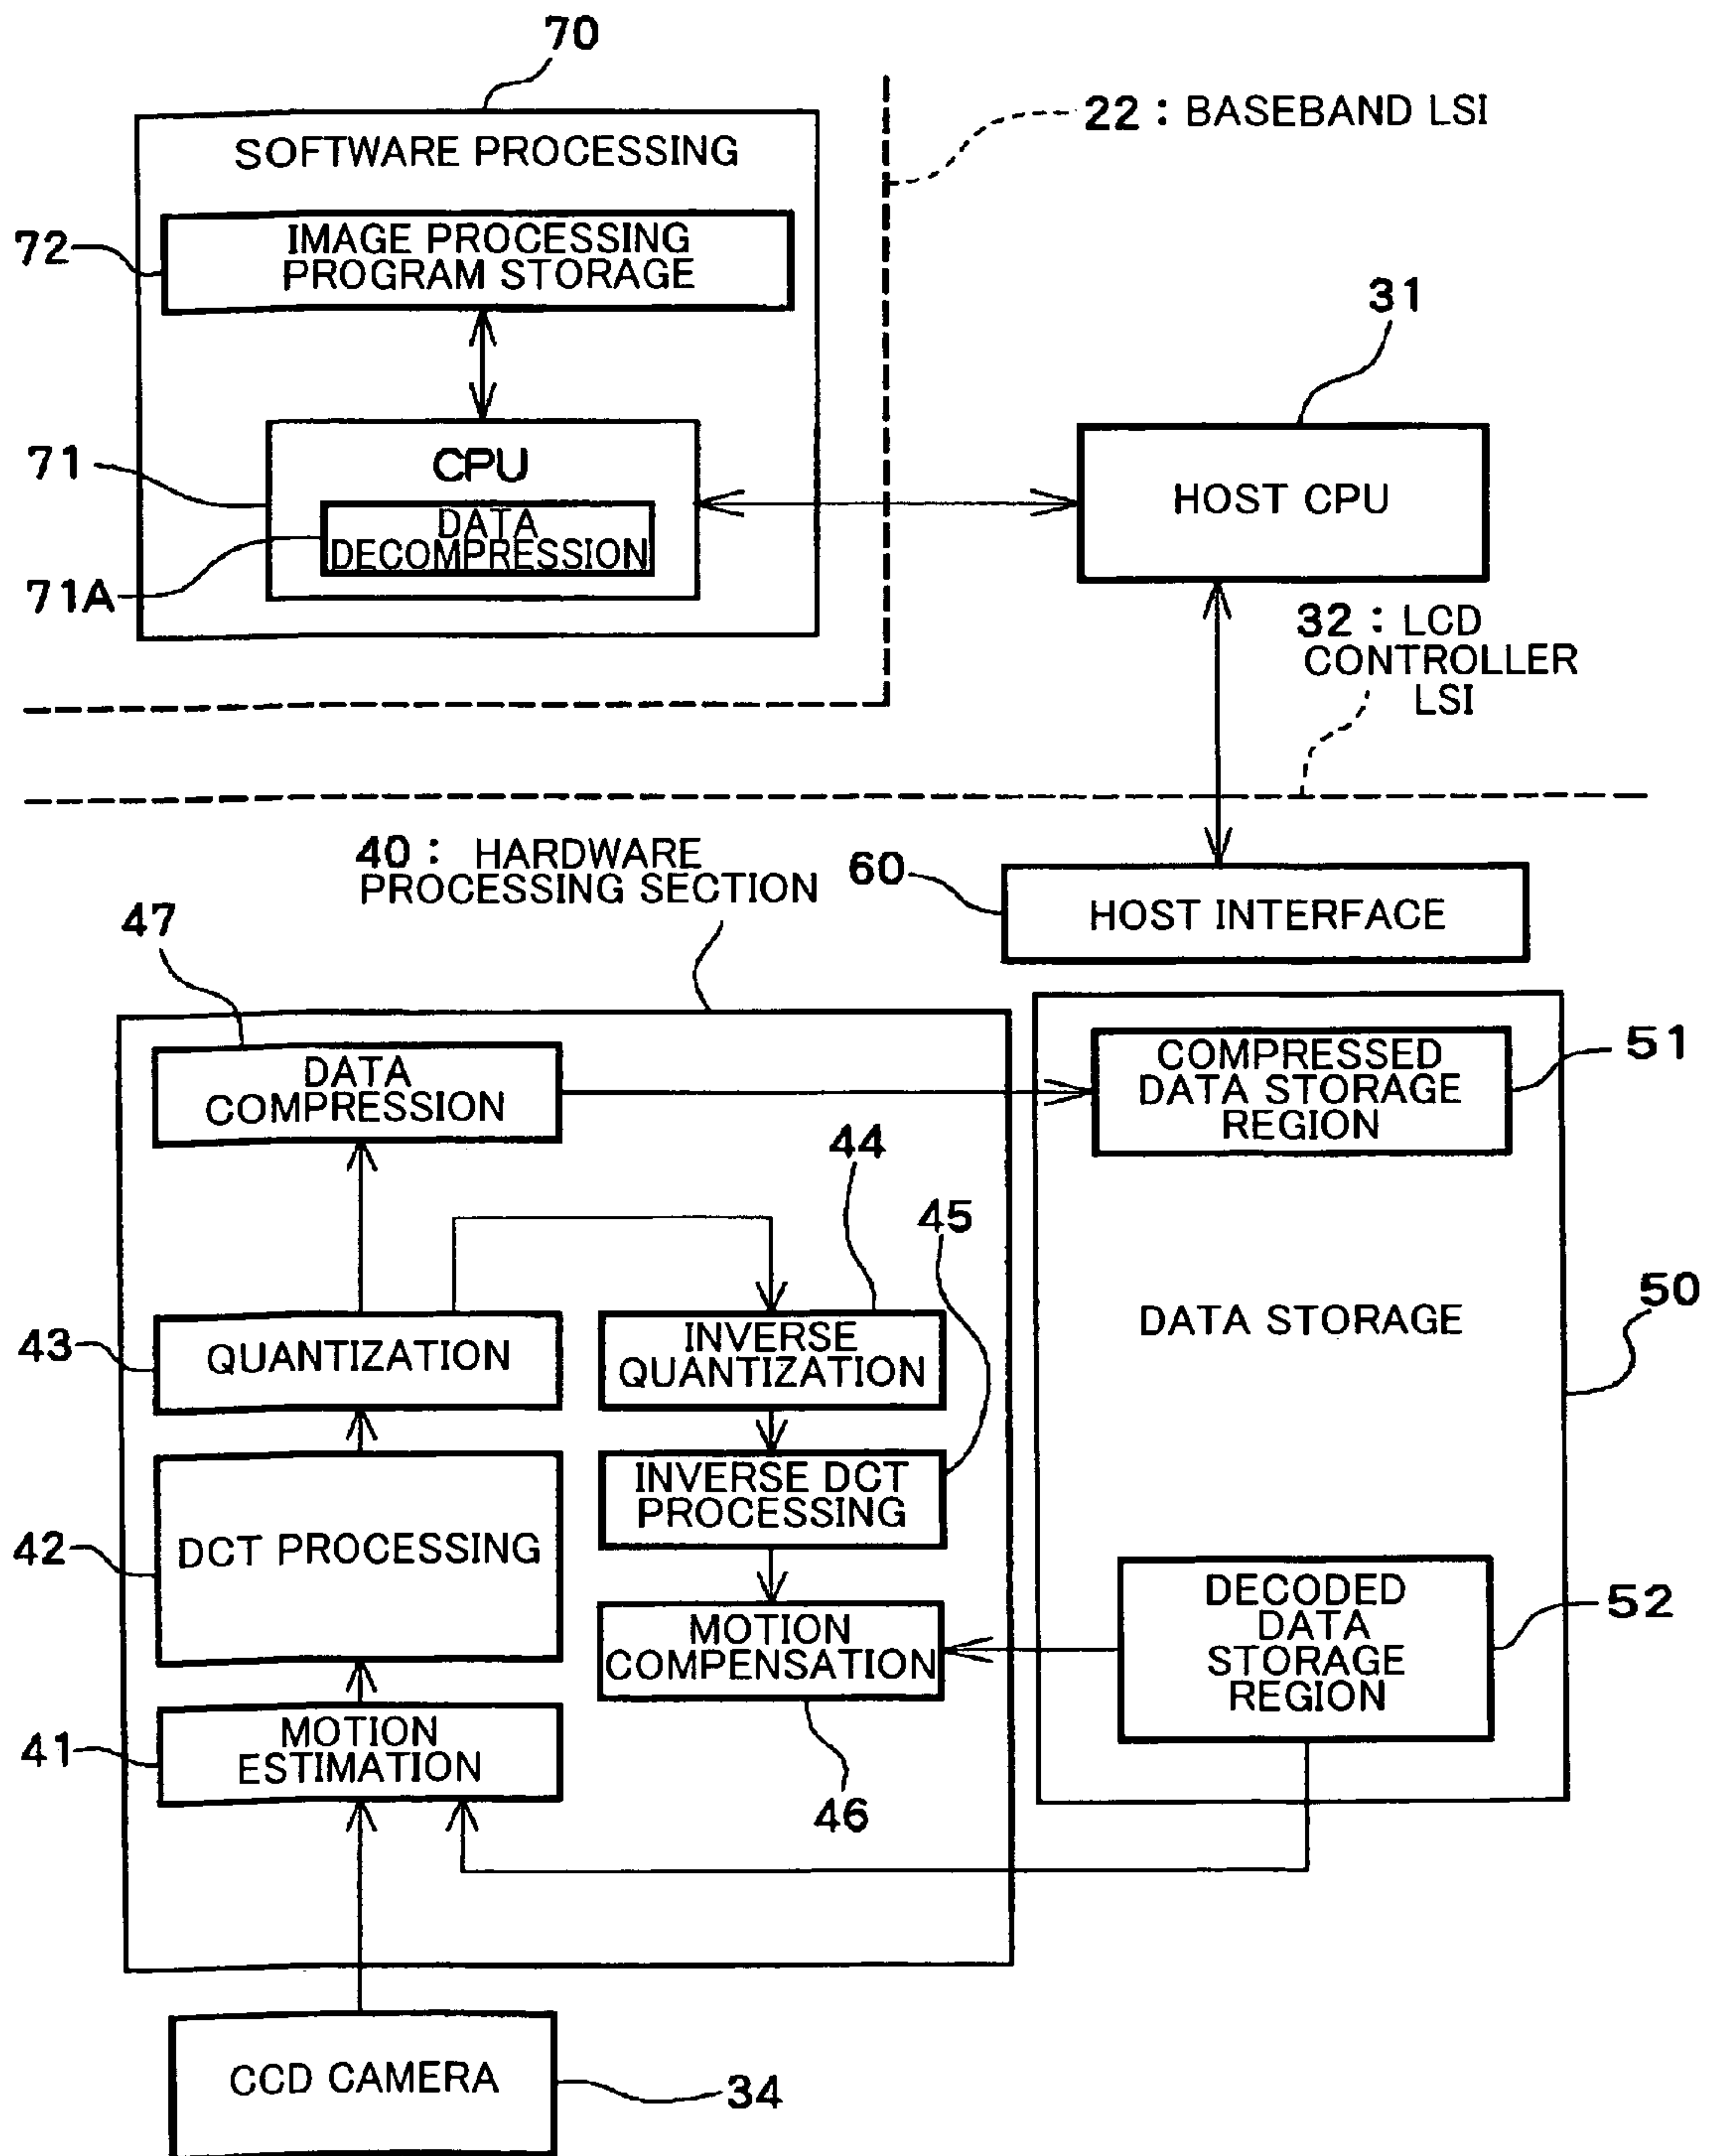 70
22 : BASEBAND LSI
SOFTWARE PROCESSING
72
IMAGE PROCESSING
PROGRAM STORAGE
31
71
CPU
HOST CPU
DATA
DECOMPRESSION
71A
32 : LCD
CONTROLLER
LSI
40 : HARDWARE
PROCESSING SECTION
60
HOST INTERFACE
47
DATA
COMPRESSION
COMPRESSED
DATA STORAGE
REGION
51
44
45
43
QUANTIZATION
INVERSE
QUANTIZATION
DATA STORAGE
50
42
DCT PROCESSING
INVERSE DCT
PROCESSING
MOTION
COMPENSATION
DECODED
DATA
STORAGE
REGION
52
41
MOTION
ESTIMATION
46
CCD CAMERA
34